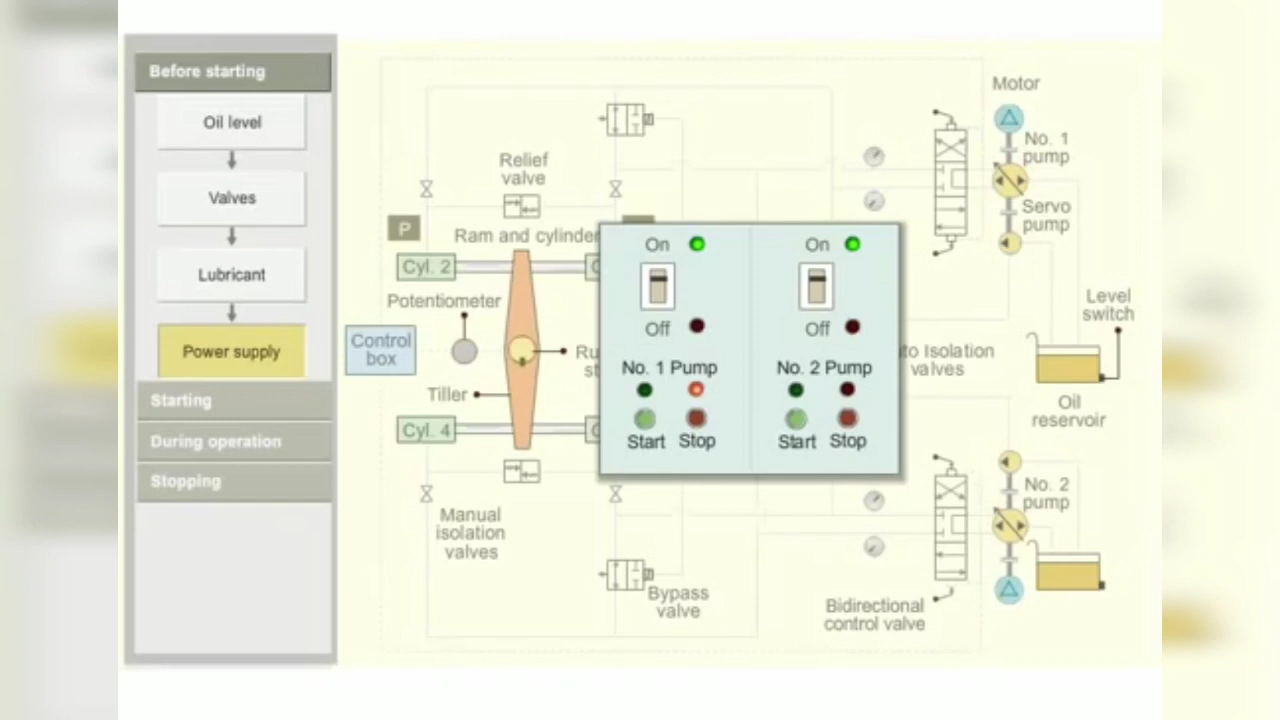 Before starting
Oil level
Valves
Lubricant
Power supply
Starting
During operation
Stopping
Motor
No. 1
pump
Servo
pump
Relief
valve
P
Ram and cylinder
Cyl. 2
Potentiometer
Control
box
Tiller
Cyl. 4
Manual
isolation
valves
On
On
Off
Off
No. 1 Pump
No. 2 Pump
Start
Stop
Start
Stop
Isolation
valves
Level
switch
Oil
reservoir
No. 2
pump
Bypass
valve
Bidirectional
control valve